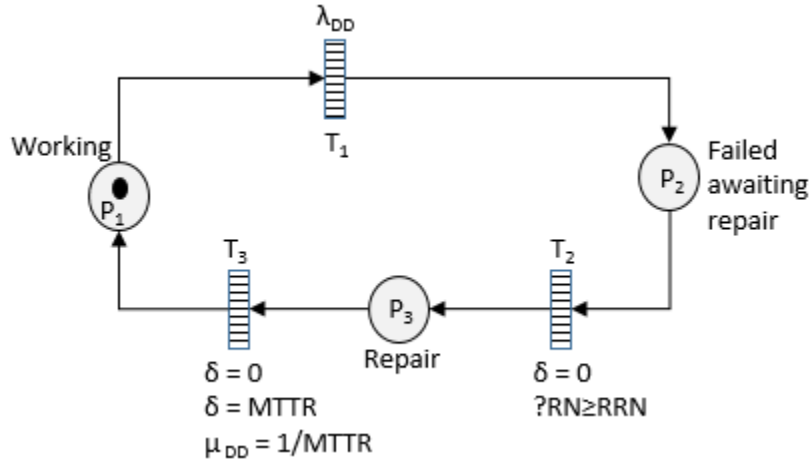 λDD
T1
Working
P1
P2
Failed
awaiting
repair
T3
T2
P3
Repair
δ = 0
δ = MTTR
μDD = 1/MTTR
δ = 0
?RN≥RRN